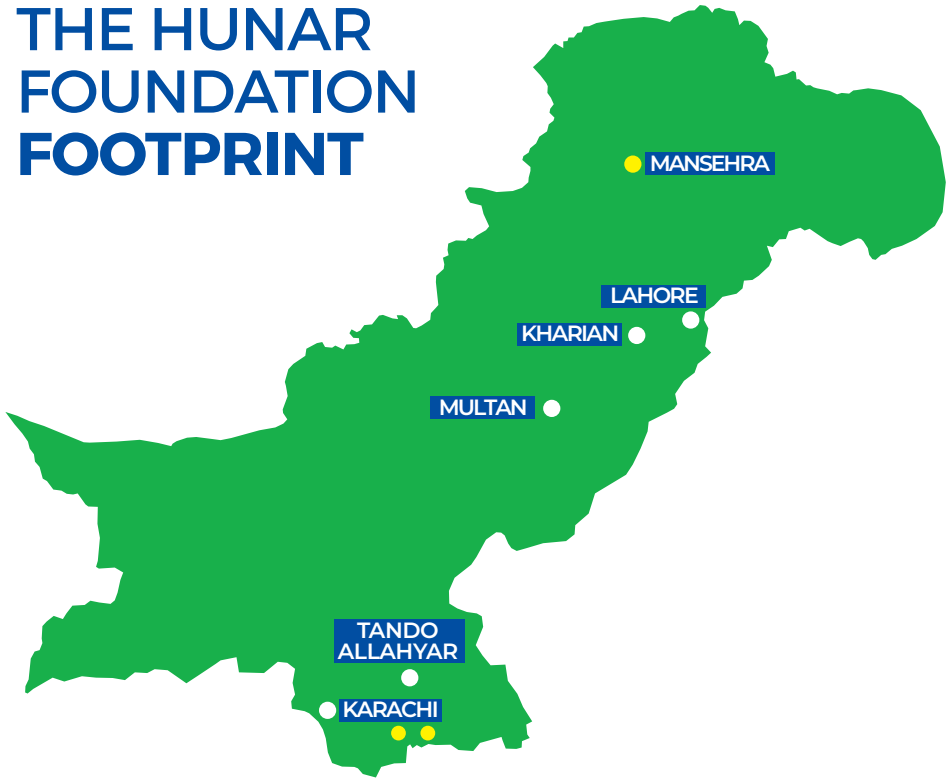 THE HUNAR
FOUNDATION
FOOTPRINT
MANSEHRA
LAHORE
KHARIAN
MULTAN
TANDO
ALLAHYAR
KARACHI